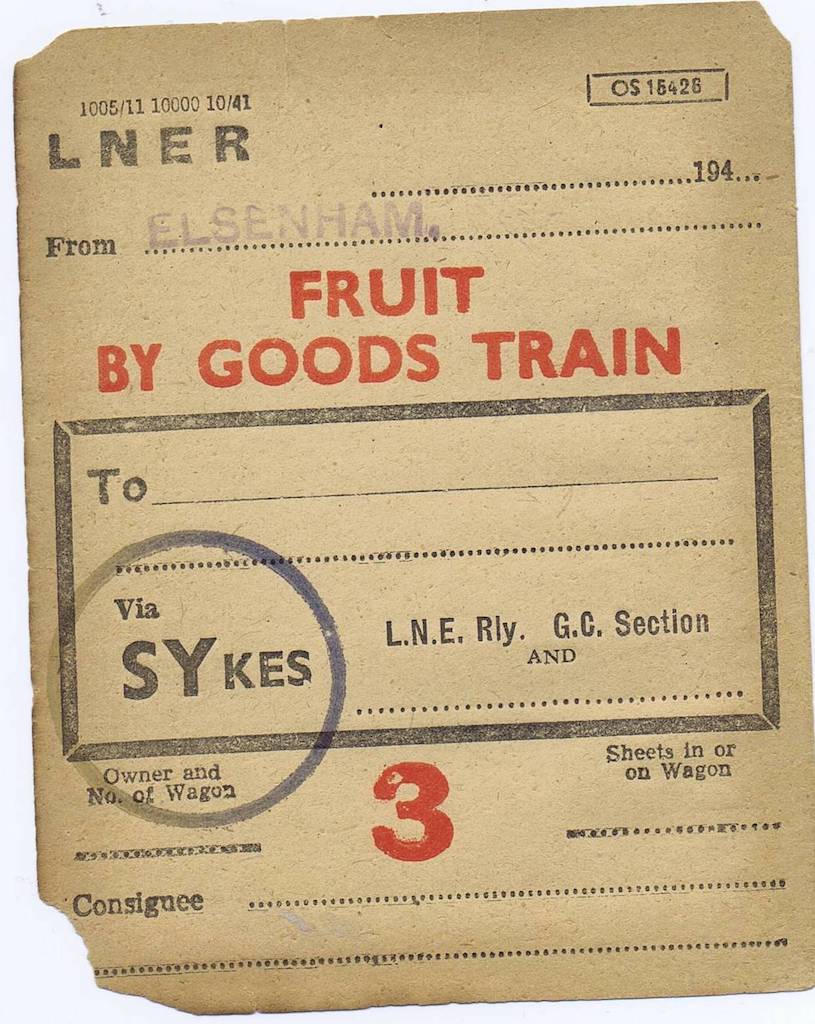 OS 15426
1005/11 10000 10/41
L N E R
194
From ELSENHAM.
FRUIT
BY GOODS TRAIN
To
Via
SYKES
L.N.E. Rly. G.C. Section
AND
Owner and
No. of Wagon
3
Sheets in or
on Wagon
Consignee